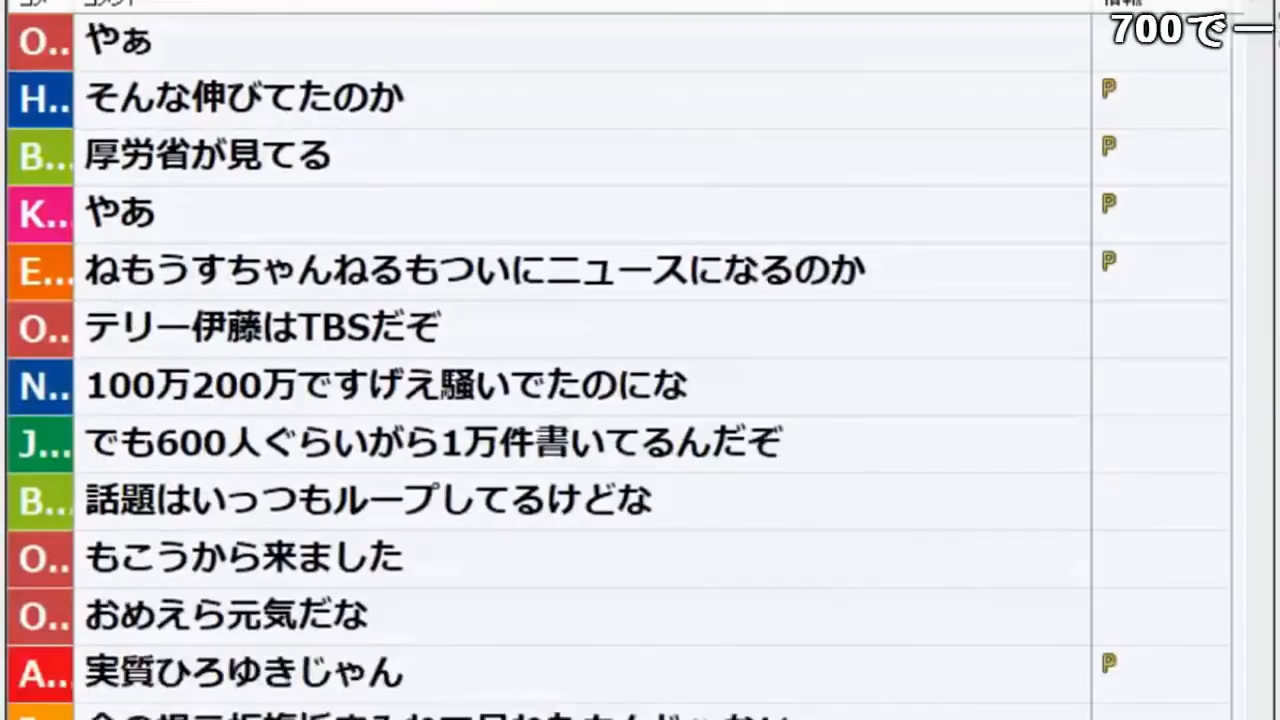 700で一
O.. やぁ
H.. そんな伸びてたのか P
B... 厚労省が見てる P
K... やあ P
E... ねもうすちゃんねるもついにニュースになるのか P
O.. テリー伊藤はTBSだぞ
N.. 100万200万ですげえ騒いでたのにな
J... でも600人ぐらいがら1万件書いてるんだぞ
B... 話題はいっつもループしてるけどな
O.. もこうから来ました
O.. おめえら元気だな
A... 実質ひろゆきじゃん P